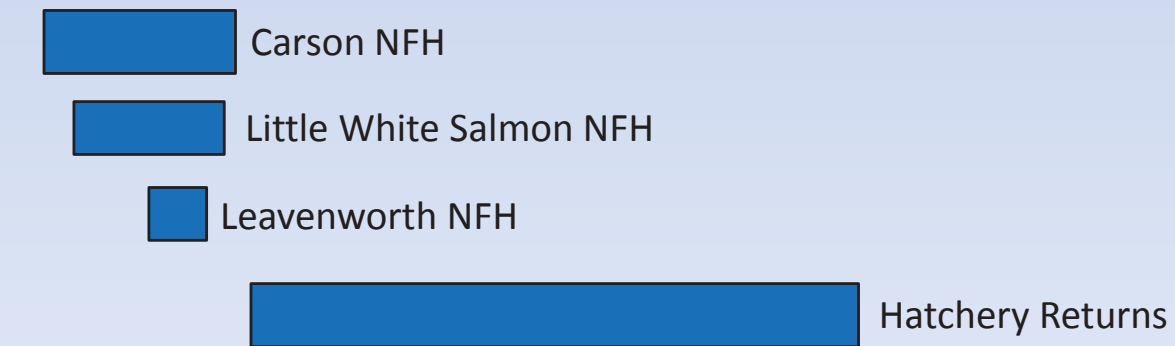 Carson NFH
Little White Salmon NFH
Leavenworth NFH
Hatchery Returns